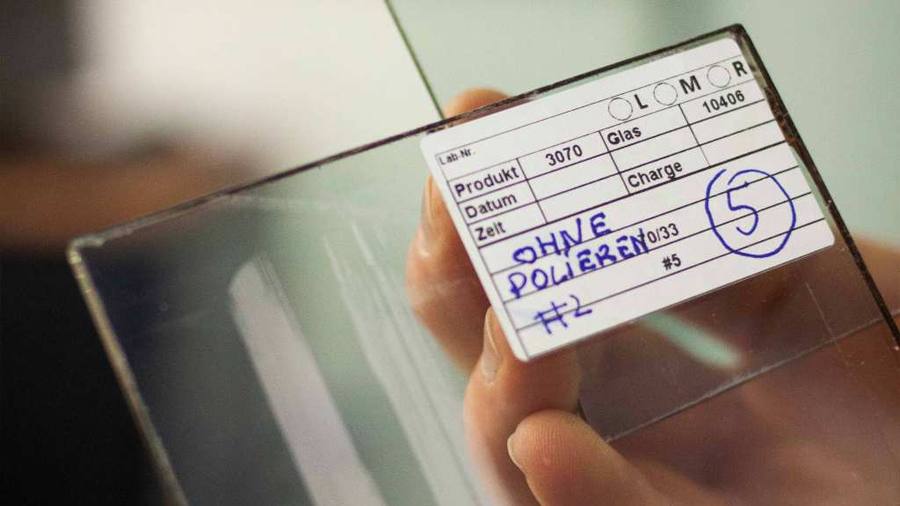 L M R
Lab-Nr.
Produkt 3070 Glas 10406
Datum Charge
Zeit
OHNE
POLIEREN 0/33 5
#2 #5